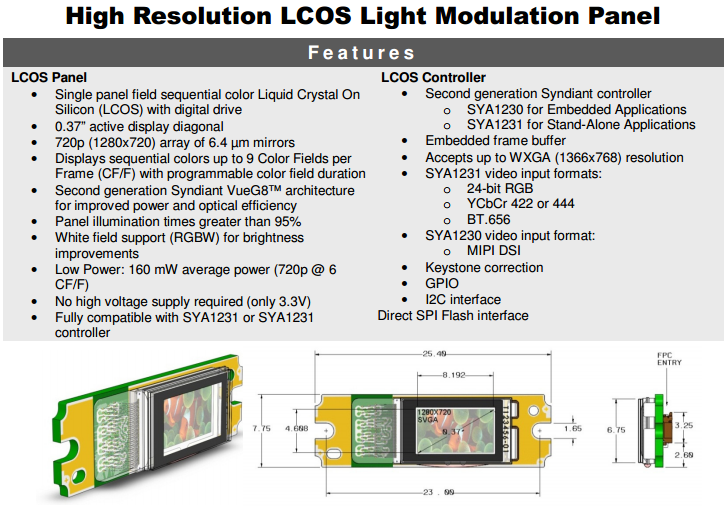 High Resolution LCOS Light Modulation Panel
Features
LCOS Panel
• Single panel field sequential color Liquid Crystal On
Silicon (LCOS) with digital drive
• 0.37" active display diagonal
• 720p (1280x720) array of 6.4 µm mirrors
• Displays sequential colors up to 9 Color Fields per
Frame (CF/F) with programmable color field duration
• Second generation Syndiant VueG8™ architecture
for improved power and optical efficiency
• Panel illumination times greater than 95%
• White field support (RGBW) for brightness
improvements
• Low Power: 160 mW average power (720p @ 6
CF/F)
• No high voltage supply required (only 3.3V)
• Fully compatible with SYA1231 or SYA1231
controller
LCOS Controller
• Second generation Syndiant controller
o SYA1230 for Embedded Applications
o SYA1231 for Stand-Alone Applications
• Embedded frame buffer
• Accepts up to WXGA (1366x768) resolution
• SYA1231 video input formats:
o 24-bit RGB
o YCbCr 422 or 444
o BT.656
• SYA1230 video input format:
o MIPI DSI
• Keystone correction
• GPIO
• I2C interface
Direct SPI Flash interface
25.40
8.192
7.75
4.608
1280X720
SVGA
0.37"
1.65
23.00
FPC
ENTRY
6.75
3.25
2.60